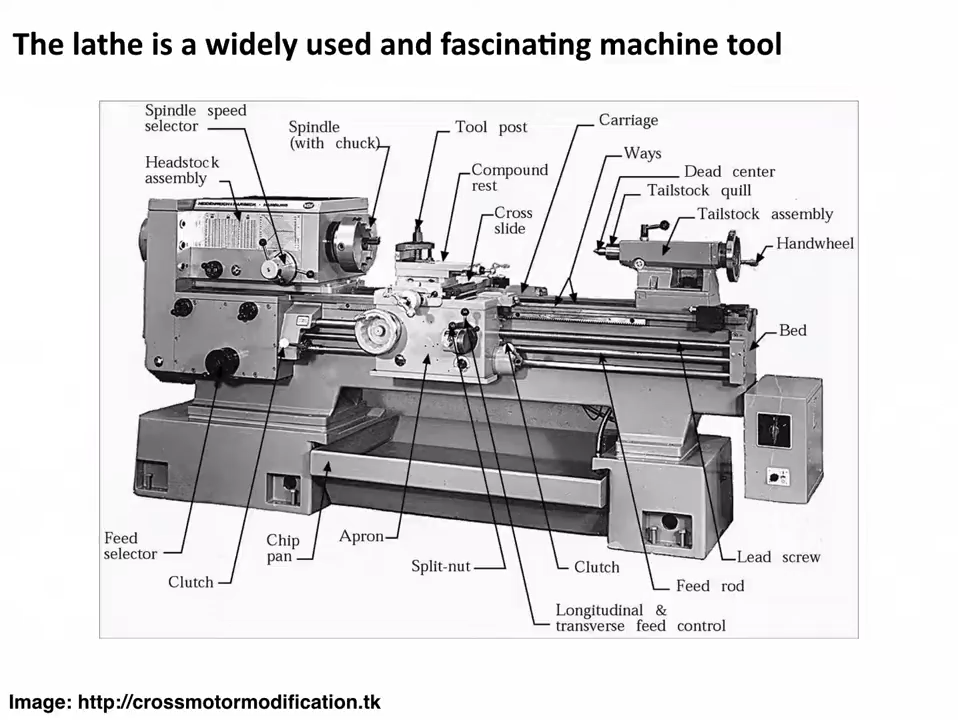 The lathe is a widely used and fascinating machine tool
Spindle speed
selector
Spindle
(with chuck)
Tool post
Carriage
Headstock
assembly
Compound
rest
Ways
Dead center
Tailstock quill
Cross
slide
Tailstock assembly
Handwheel
Bed
Feed
selector
Clutch
Chip
pan
Apron
Split-nut
Clutch
Lead screw
Feed rod
Longitudinal &
transverse feed control
Image: http://crossmotormodification.tk